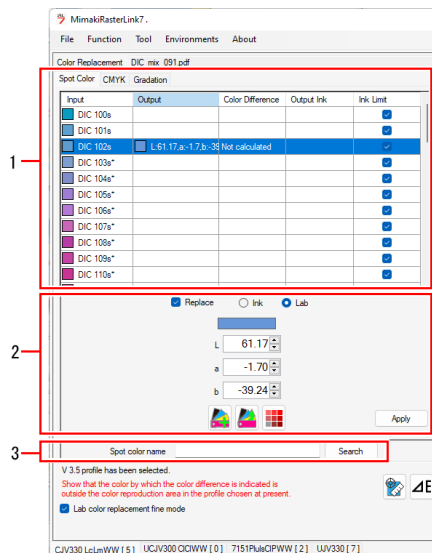 MimakiRasterLink7 .
File Function Tool Environments About
Color Replacement DIC_mix_091.pdf
Spot Color CMYK Gradation
Input Output Color Difference Output Ink Ink Limit
DIC 100s
DIC 101s
DIC 102s L:61.17,a:-1.7,b:-39 Not calculated
1
DIC 103s*
DIC 104s*
DIC 105s*
DIC 106s*
DIC 107s*
DIC 108s*
DIC 109s*
DIC 110s*
Replace Ink Lab
2
L 61.17
a -1.70
b -39.24
Apply
3
Spot color name Search
V 3.5 profile has been selected.
Show that the color by which the color difference is indicated is
outside the color reproduction area in the profile chosen at present.
Lab color replacement fine mode
CJV330 LcLmWW [ 5 ] UCJV300 ClClWW [ 0 ] 7151PlulsClPWW [ 2 ] UJV330 [ 7 ]